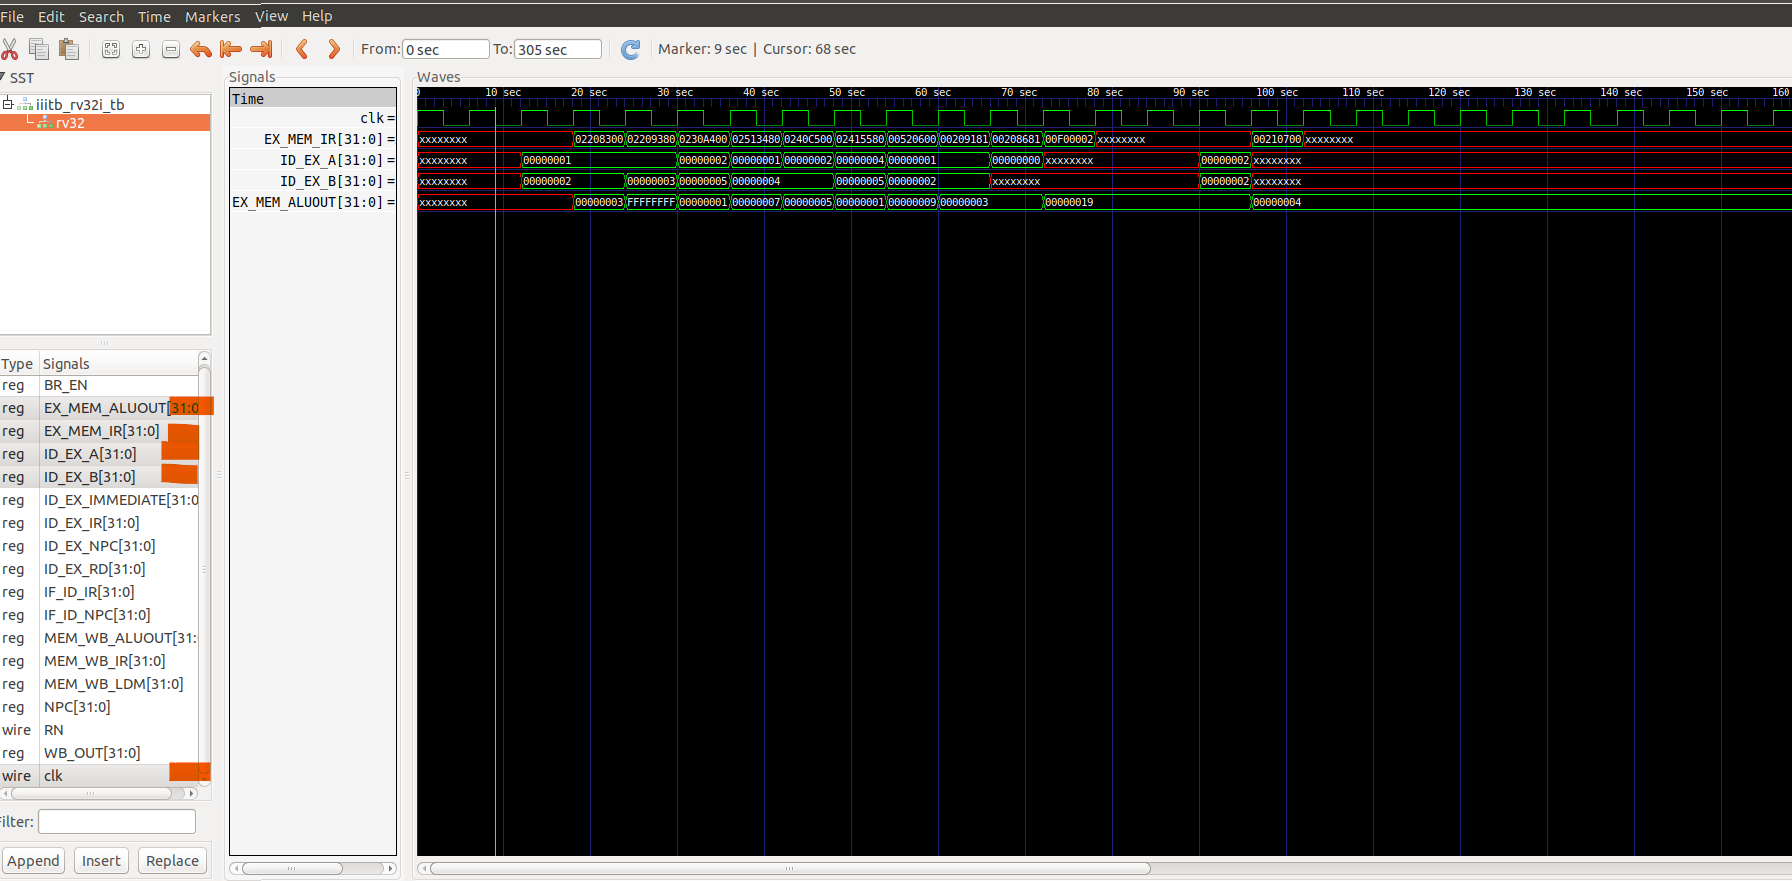 File Edit Search Time Markers View Help
From: 0 sec To: 305 sec Marker: 9 sec | Cursor: 68 sec
SST
iiitb_rv32i_tb
rv32
Type Signals
reg BR_EN
reg EX_MEM_ALUOUT[31:0
reg EX_MEM_IR[31:0]
reg ID_EX_A[31:0]
reg ID_EX_B[31:0]
reg ID_EX_IMMEDIATE[31:0
reg ID_EX_IR[31:0]
reg ID_EX_NPC[31:0]
reg ID_EX_RD[31:0]
reg IF_ID_IR[31:0]
reg IF_ID_NPC[31:0]
reg MEM_WB_ALUOUT[31:
reg MEM_WB_IR[31:0]
reg MEM_WB_LDM[31:0]
reg NPC[31:0]
wire RN
reg WB_OUT[31:0]
wire clk
Filter:
Append Insert Replace
Signals
Time
clk =
EX_MEM_IR[31:0] =
ID_EX_A[31:0] =
ID_EX_B[31:0] =
EX_MEM_ALUOUT[31:0] =
Waves
0 10 sec 20 sec 30 sec 40 sec 50 sec 60 sec 70 sec 80 sec 90 sec 100 sec 110 sec 120 sec 130 sec 140 sec 150 sec 160
xxxxxxxx 02208300 02209380 0230A400 02513480 0240C500 02415580 00520600 00209181 00208681 00F00002 xxxxxxxx 00210700 xxxxxxxx
xxxxxxxx 00000001 00000002 00000001 00000002 00000004 00000001 00000000 xxxxxxxx 00000002 xxxxxxxx
xxxxxxxx 00000002 00000003 00000005 00000004 00000005 00000002 xxxxxxxx 00000002 xxxxxxxx
xxxxxxxx 00000003 FFFFFFFF 00000001 00000007 00000005 00000001 00000009 00000003 00000019 00000004